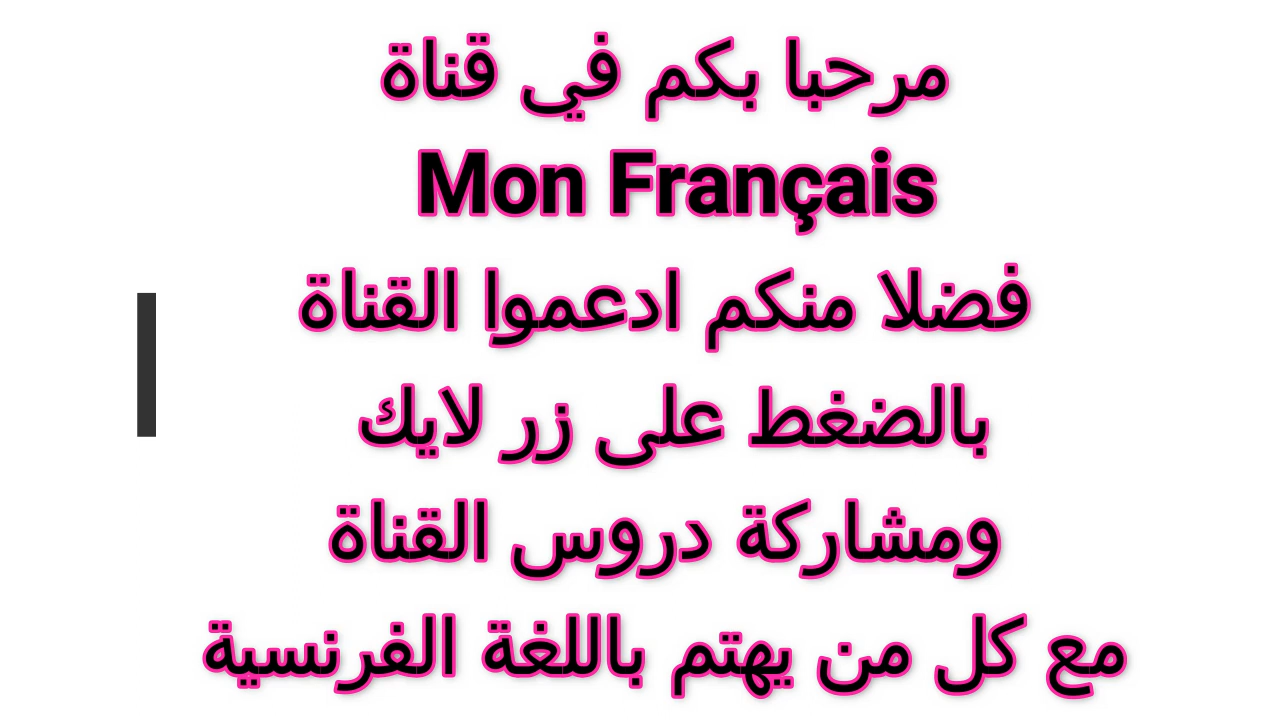 مرحبا بكم في قناة
Mon Français
فضلا منكم ادعموا القناة
بالضغط على زر لايك
ومشاركة دروس القناة
مع كل من يهتم باللغة الفرنسية